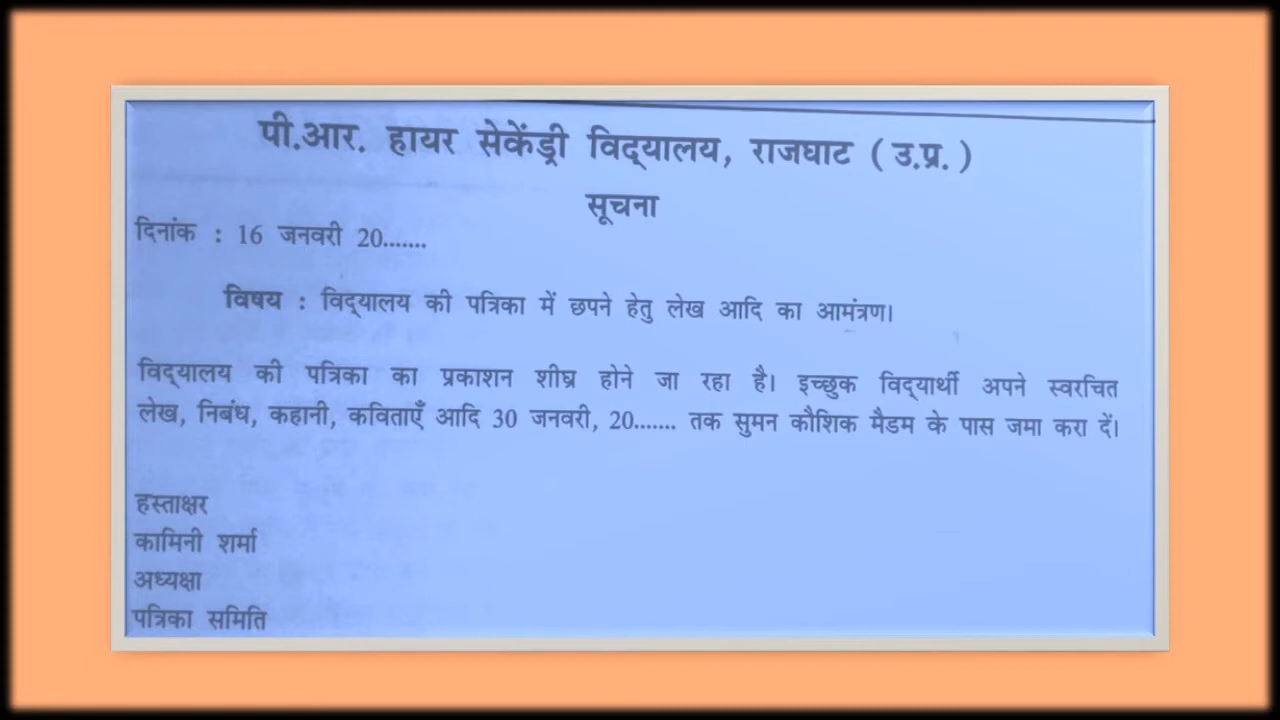 पी.आर. हायर सेकेंड्री विद्यालय, राजघाट ( उ.प्र. )
सूचना
दिनांक : 16 जनवरी 20.......
विषय : विद्यालय की पत्रिका में छपने हेतु लेख आदि का आमंत्रण।
विद्यालय की पत्रिका का प्रकाशन शीघ्र होने जा रहा है। इच्छुक विद्यार्थी अपने स्वरचित
लेख, निबंध, कहानी, कविताएँ आदि 30 जनवरी, 20....... तक सुमन कौशिक मैडम के पास जमा करा दें।
हस्ताक्षर
कामिनी शर्मा
अध्यक्षा
पत्रिका समिति